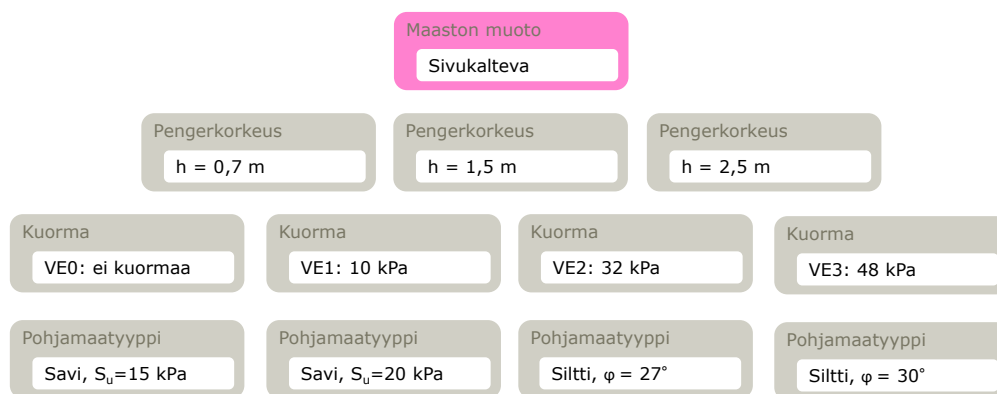 Maaston muoto
Sivukalteva
Pengerkorkeus Pengerkorkeus Pengerkorkeus
h = 0,7 m h = 1,5 m h = 2,5 m
Kuorma Kuorma Kuorma Kuorma
VE0: ei kuormaa VE1: 10 kPa VE2: 32 kPa VE3: 48 kPa
Pohjamaatyyppi Pohjamaatyyppi Pohjamaatyyppi Pohjamaatyyppi
Savi, Su=15 kPa Savi, Su=20 kPa Siltti, φ = 27° Siltti, φ = 30°